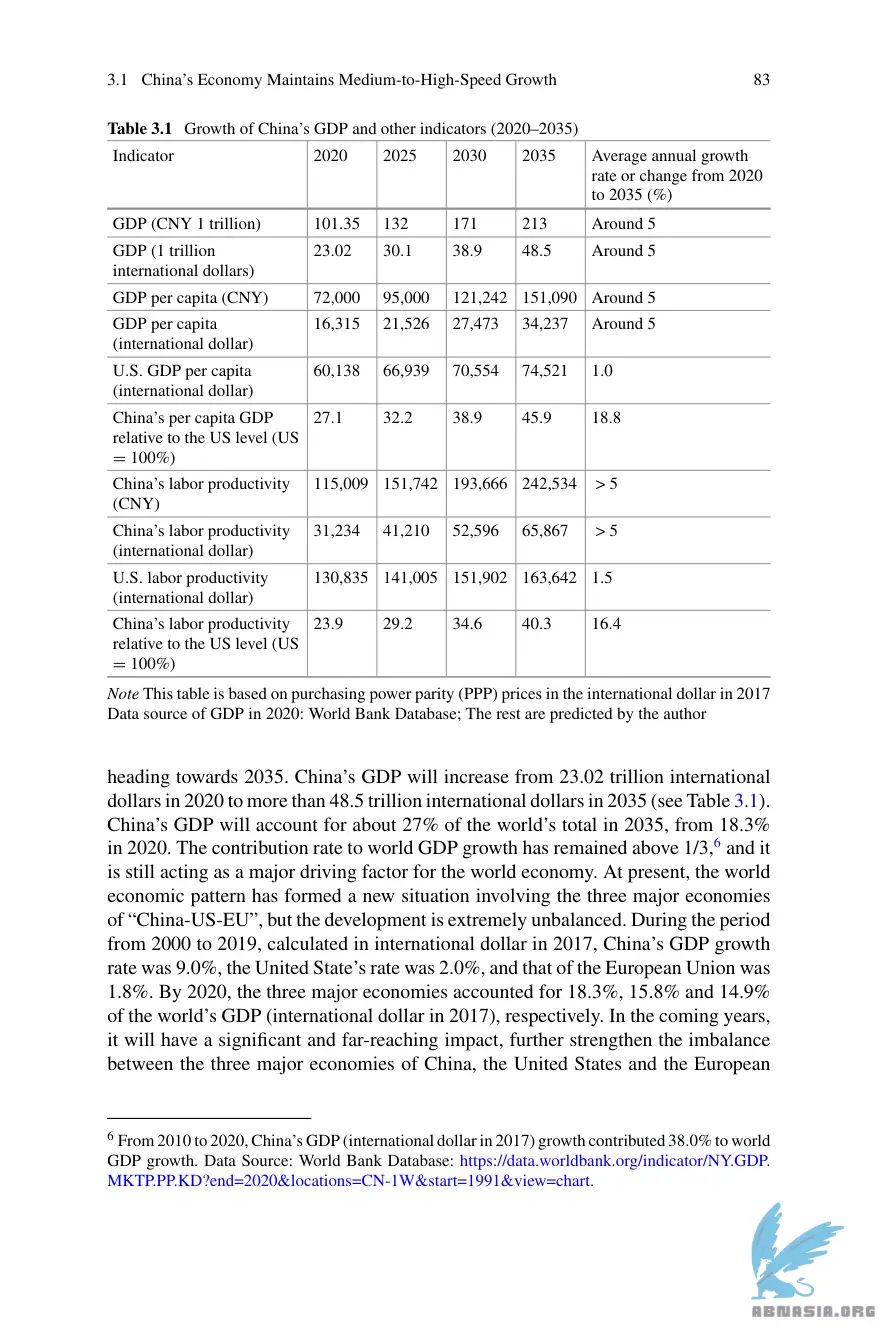 3.1 China's Economy Maintains Medium-to-High-Speed Growth 83
Table 3.1 Growth of China's GDP and other indicators (2020–2035)
Indicator 2020 2025 2030 2035 Average annual growth
rate or change from 2020
to 2035 (%)
GDP (CNY 1 trillion) 101.35 132 171 213 Around 5
GDP (1 trillion 23.02 30.1 38.9 48.5 Around 5
international dollars)
GDP per capita (CNY) 72,000 95,000 121,242 151,090 Around 5
GDP per capita 16,315 21,526 27,473 34,237 Around 5
(international dollar)
U.S. GDP per capita 60,138 66,939 70,554 74,521 1.0
(international dollar)
China's per capita GDP 27.1 32.2 38.9 45.9 18.8
relative to the US level (US
= 100%)
China's labor productivity 115,009 151,742 193,666 242,534 > 5
(CNY)
China's labor productivity 31,234 41,210 52,596 65,867 > 5
(international dollar)
U.S. labor productivity 130,835 141,005 151,902 163,642 1.5
(international dollar)
China's labor productivity 23.9 29.2 34.6 40.3 16.4
relative to the US level (US
= 100%)
Note This table is based on purchasing power parity (PPP) prices in the international dollar in 2017
Data source of GDP in 2020: World Bank Database; The rest are predicted by the author
heading towards 2035. China's GDP will increase from 23.02 trillion international
dollars in 2020 to more than 48.5 trillion international dollars in 2035 (see Table 3.1).
China's GDP will account for about 27% of the world's total in 2035, from 18.3%
in 2020. The contribution rate to world GDP growth has remained above 1/3,6 and it
is still acting as a major driving factor for the world economy. At present, the world
economic pattern has formed a new situation involving the three major economies
of “China-US-EU”, but the development is extremely unbalanced. During the period
from 2000 to 2019, calculated in international dollar in 2017, China's GDP growth
rate was 9.0%, the United State's rate was 2.0%, and that of the European Union was
1.8%. By 2020, the three major economies accounted for 18.3%, 15.8% and 14.9%
of the world's GDP (international dollar in 2017), respectively. In the coming years,
it will have a significant and far-reaching impact, further strengthen the imbalance
between the three major economies of China, the United States and the European
6 From 2010 to 2020, China's GDP (international dollar in 2017) growth contributed 38.0% to world
GDP growth. Data Source: World Bank Database: https://data.worldbank.org/indicator/NY.GDP.
MKTP.PP.KD?end=2020&locations=CN-1W&start=1991&view=chart.
ABNASIA.ORG